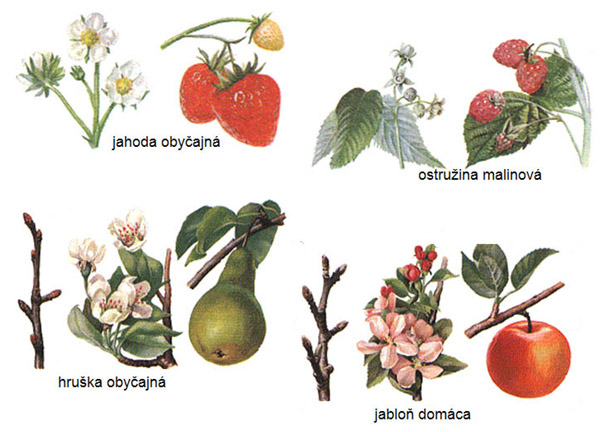 jahoda obyčajná
ostružina malinová
hruška obyčajná
jabloň domáca